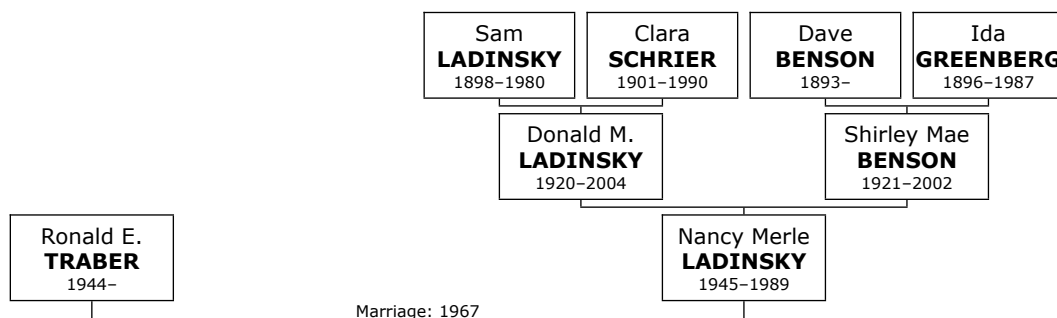 Sam
LADINSKY
1898–1980
Clara
SCHRIER
1901–1990
Dave
BENSON
1893–
Ida
GREENBERG
1896–1987
Donald M.
LADINSKY
1920–2004
Shirley Mae
BENSON
1921–2002
Ronald E.
TRABER
1944–
Nancy Merle
LADINSKY
1945–1989
Marriage: 1967